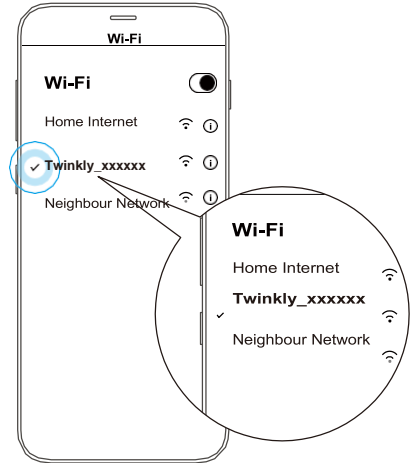 Wi-Fi
Wi-Fi
Home Internet
Twinkly_xxxxxx
Neighbour Network
Wi-Fi
Home Internet
Twinkly_xxxxxx
Neighbour Network